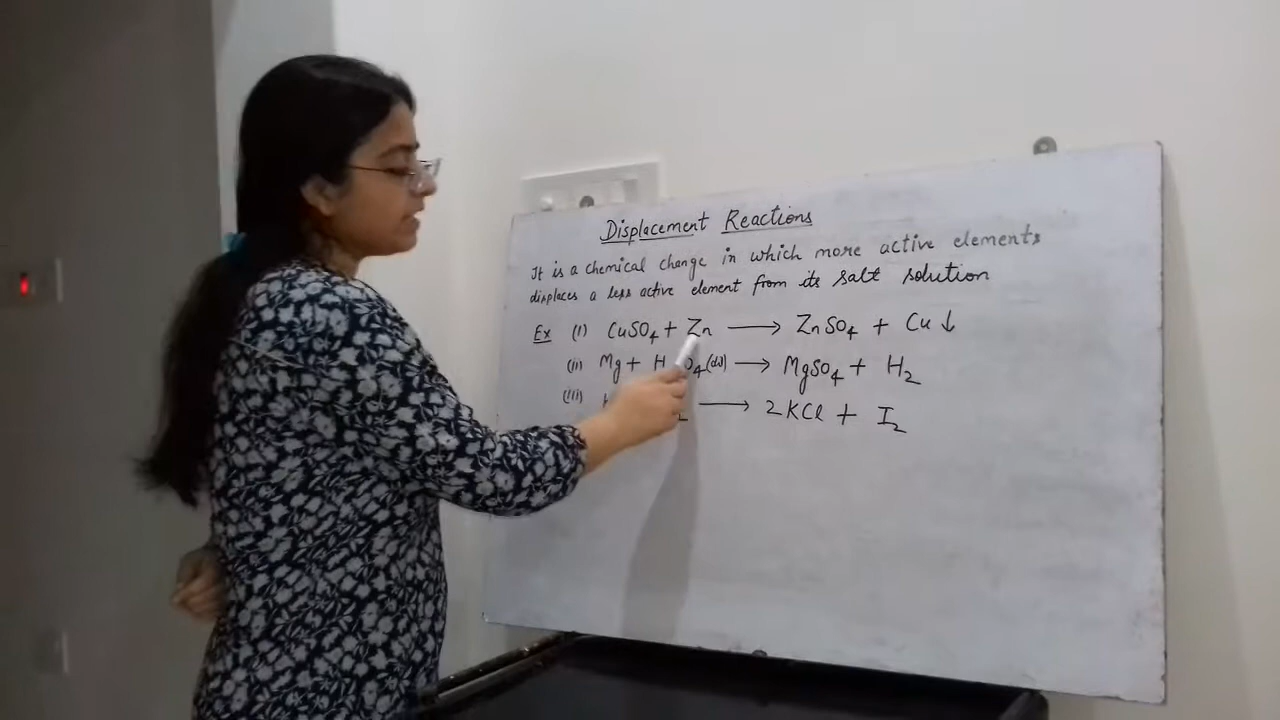 Displacement Reactions
It is a chemical change in which more active elements
displaces a less active element from its salt solution
Ex (i) CuSO4 + Zn ⟶ ZnSO4 + Cu ↓
(ii) Mg + H O4 (dil) ⟶ MgSO4 + H2
(iii) ⟶ 2KCl + I2